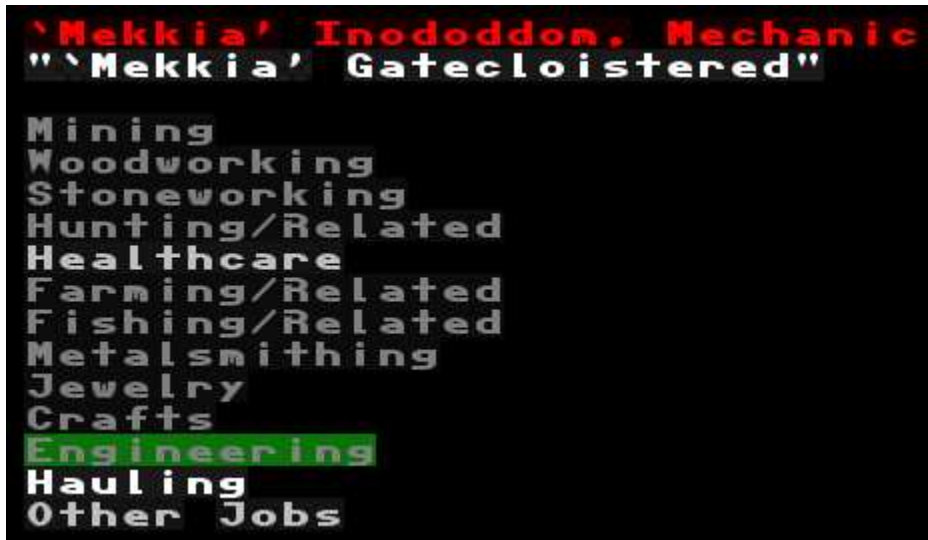 `Mekkia' Inododdom, Mechanic
"`Mekkia' Gatecloistered"
Mining
Woodworking
Stoneworking
Hunting/Related
Healthcare
Farming/Related
Fishing/Related
Metalsmithing
Jewelry
Crafts
Engineering
Hauling
Other Jobs